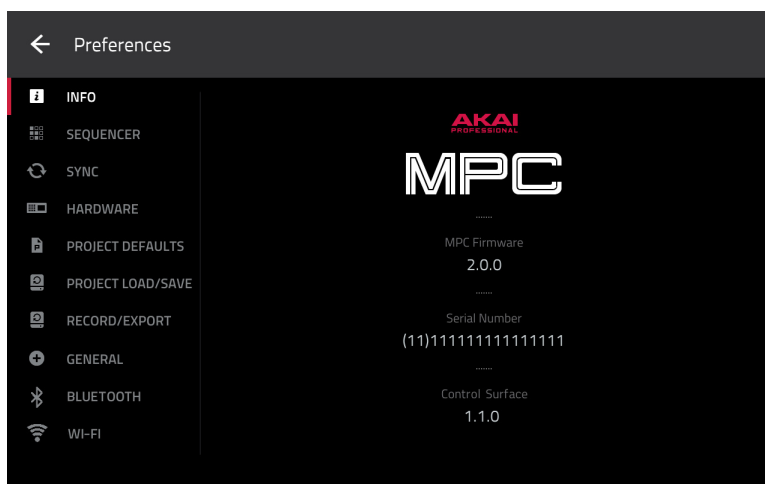 Preferences
INFO
SEQUENCER
SYNC
HARDWARE
PROJECT DEFAULTS
PROJECT LOAD/SAVE
RECORD/EXPORT
GENERAL
BLUETOOTH
WI-FI
AKAI
PROFESSIONAL
MPC
.......
MPC Firmware
2.0.0
.......
Serial Number
(11)111111111111111
.......
Control Surface
1.1.0